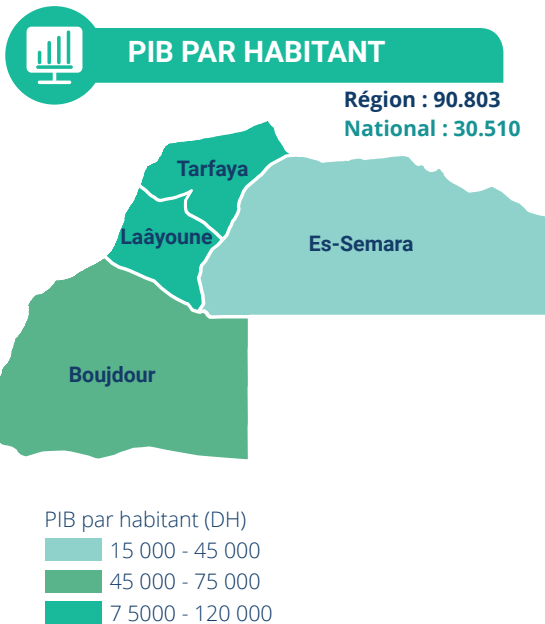 PIB PAR HABITANT
Région : 90.803
National : 30.510
Tarfaya
Laâyoune
Es-Semara
Boujdour
PIB par habitant (DH)
15 000 - 45 000
45 000 - 75 000
7 5000 - 120 000